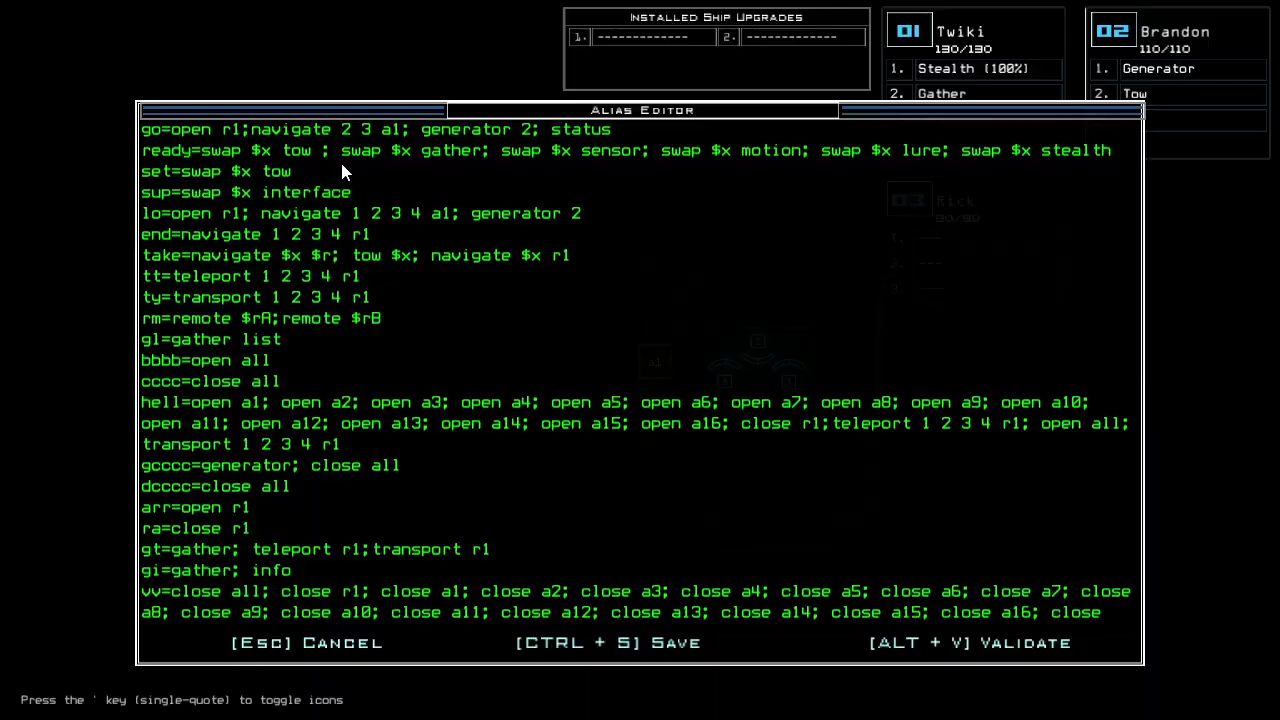 Installed Ship Upgrades
1. ------------- 2. -------------
01 Twiki
130/130
1. Stealth (100%)
2. Gather
02 Brandon
110/110
1. Generator
2. Tow
Alias Editor
go=open r1;navigate 2 3 a1; generator 2; status
ready=swap $x tow ; swap $x gather; swap $x sensor; swap $x motion; swap $x lure; swap $x stealth
set=swap $x tow
sup=swap $x interface
lo=open r1; navigate 1 2 3 4 a1; generator 2
end=navigate 1 2 3 4 r1
take=navigate $x $r; tow $x; navigate $x r1
tt=teleport 1 2 3 4 r1
ty=transport 1 2 3 4 r1
rm=remote $rA;remote $rB
gl=gather list
bbbb=open all
cccc=close all
hell=open a1; open a2; open a3; open a4; open a5; open a6; open a7; open a8; open a9; open a10;
open a11; open a12; open a13; open a14; open a15; open a16; close r1;teleport 1 2 3 4 r1; open all;
transport 1 2 3 4 r1
gcccc=generator; close all
dcccc=close all
arr=open r1
ra=close r1
gt=gather; teleport r1;transport r1
gi=gather; info
vv=close all; close r1; close a1; close a2; close a3; close a4; close a5; close a6; close a7; close
a8; close a9; close a10; close a11; close a12; close a13; close a14; close a15; close a16; close
03 Rick
90/90
a1
[Esc] Cancel [CTRL + S] Save [ALT + V] Validate
Press the ' key (single-quote) to toggle icons